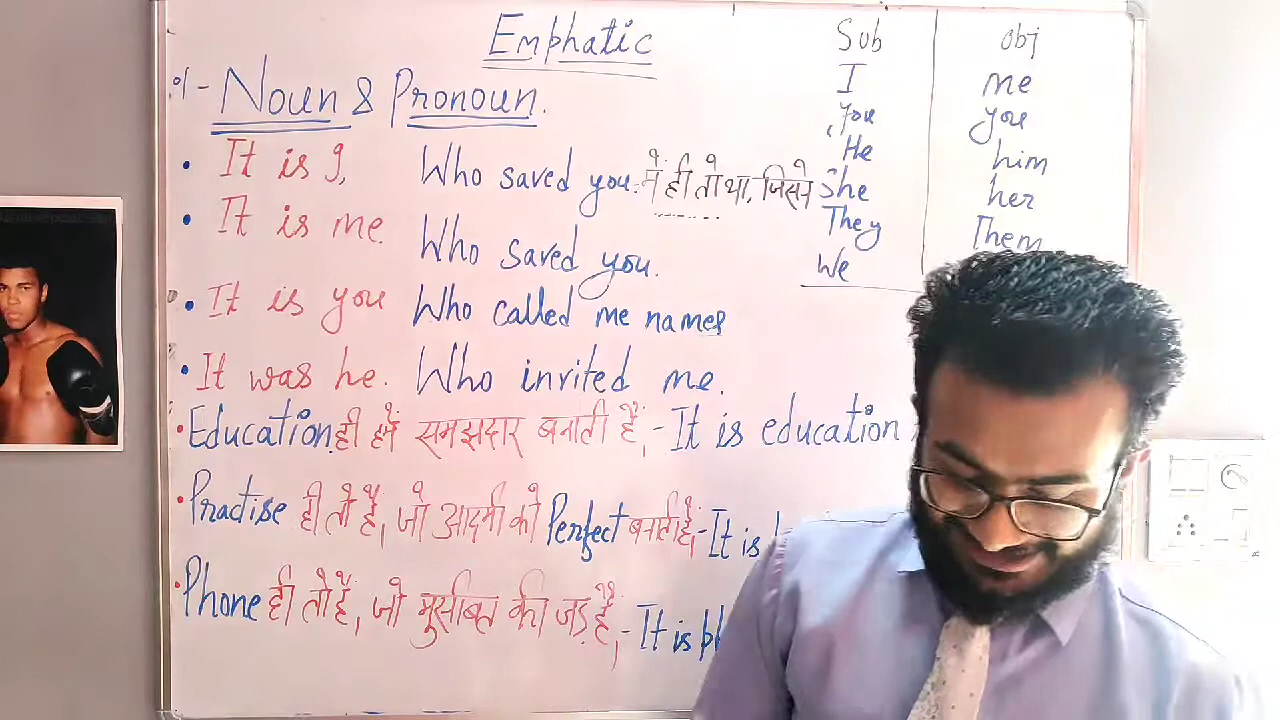 Emphatic
Noun & Pronoun.
• It is I, Who saved you. मैं ही तो था, जिसने
• It is me. Who saved you.
• It is you Who called me names
• It was he. Who invited me.
• Education ही हमें समझदार बनाती है, - It is education
• Practise ही तो है, जो आदमी को Perfect बनाती है, - It is
• Phone ही तो है, जो मुसीबत की जड़ है, - It is
Sub obj
I me
you you
He him
She her
They Them
We